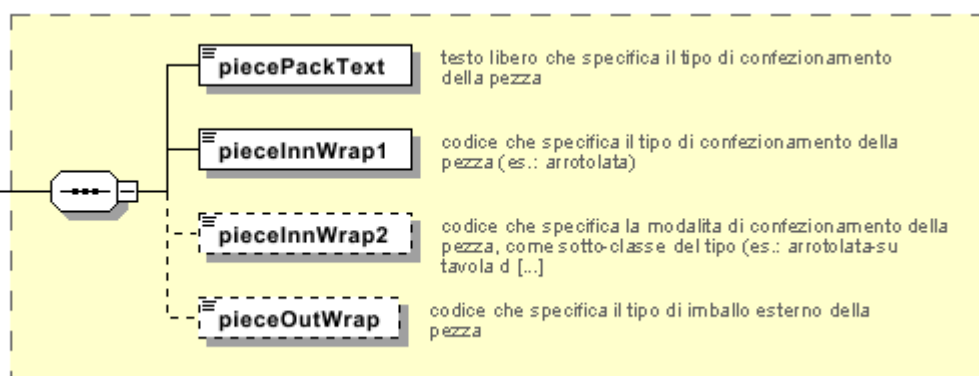 piecePackText
testo libero che specifica il tipo di confezionamento
della pezza
pieceInnWrap1
codice che specifica il tipo di confezionamento della
pezza (es.: arrotolata)
pieceInnWrap2
codice che specifica la modalita di confezionamento della
pezza, come sotto-classe del tipo (es.: arrotolata-su
tavola d [...]
pieceOutWrap
codice che specifica il tipo di imballo esterno della
pezza